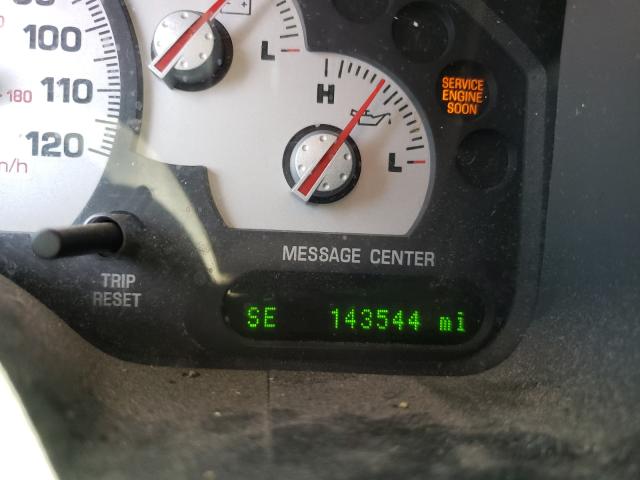 100
110
180
120
m/h
L
H
L
SERVICE
ENGINE
SOON
TRIP
RESET
MESSAGE CENTER
SE 143544 mi